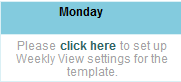 Monday
Please click here to set up
Weekly View settings for the
template.